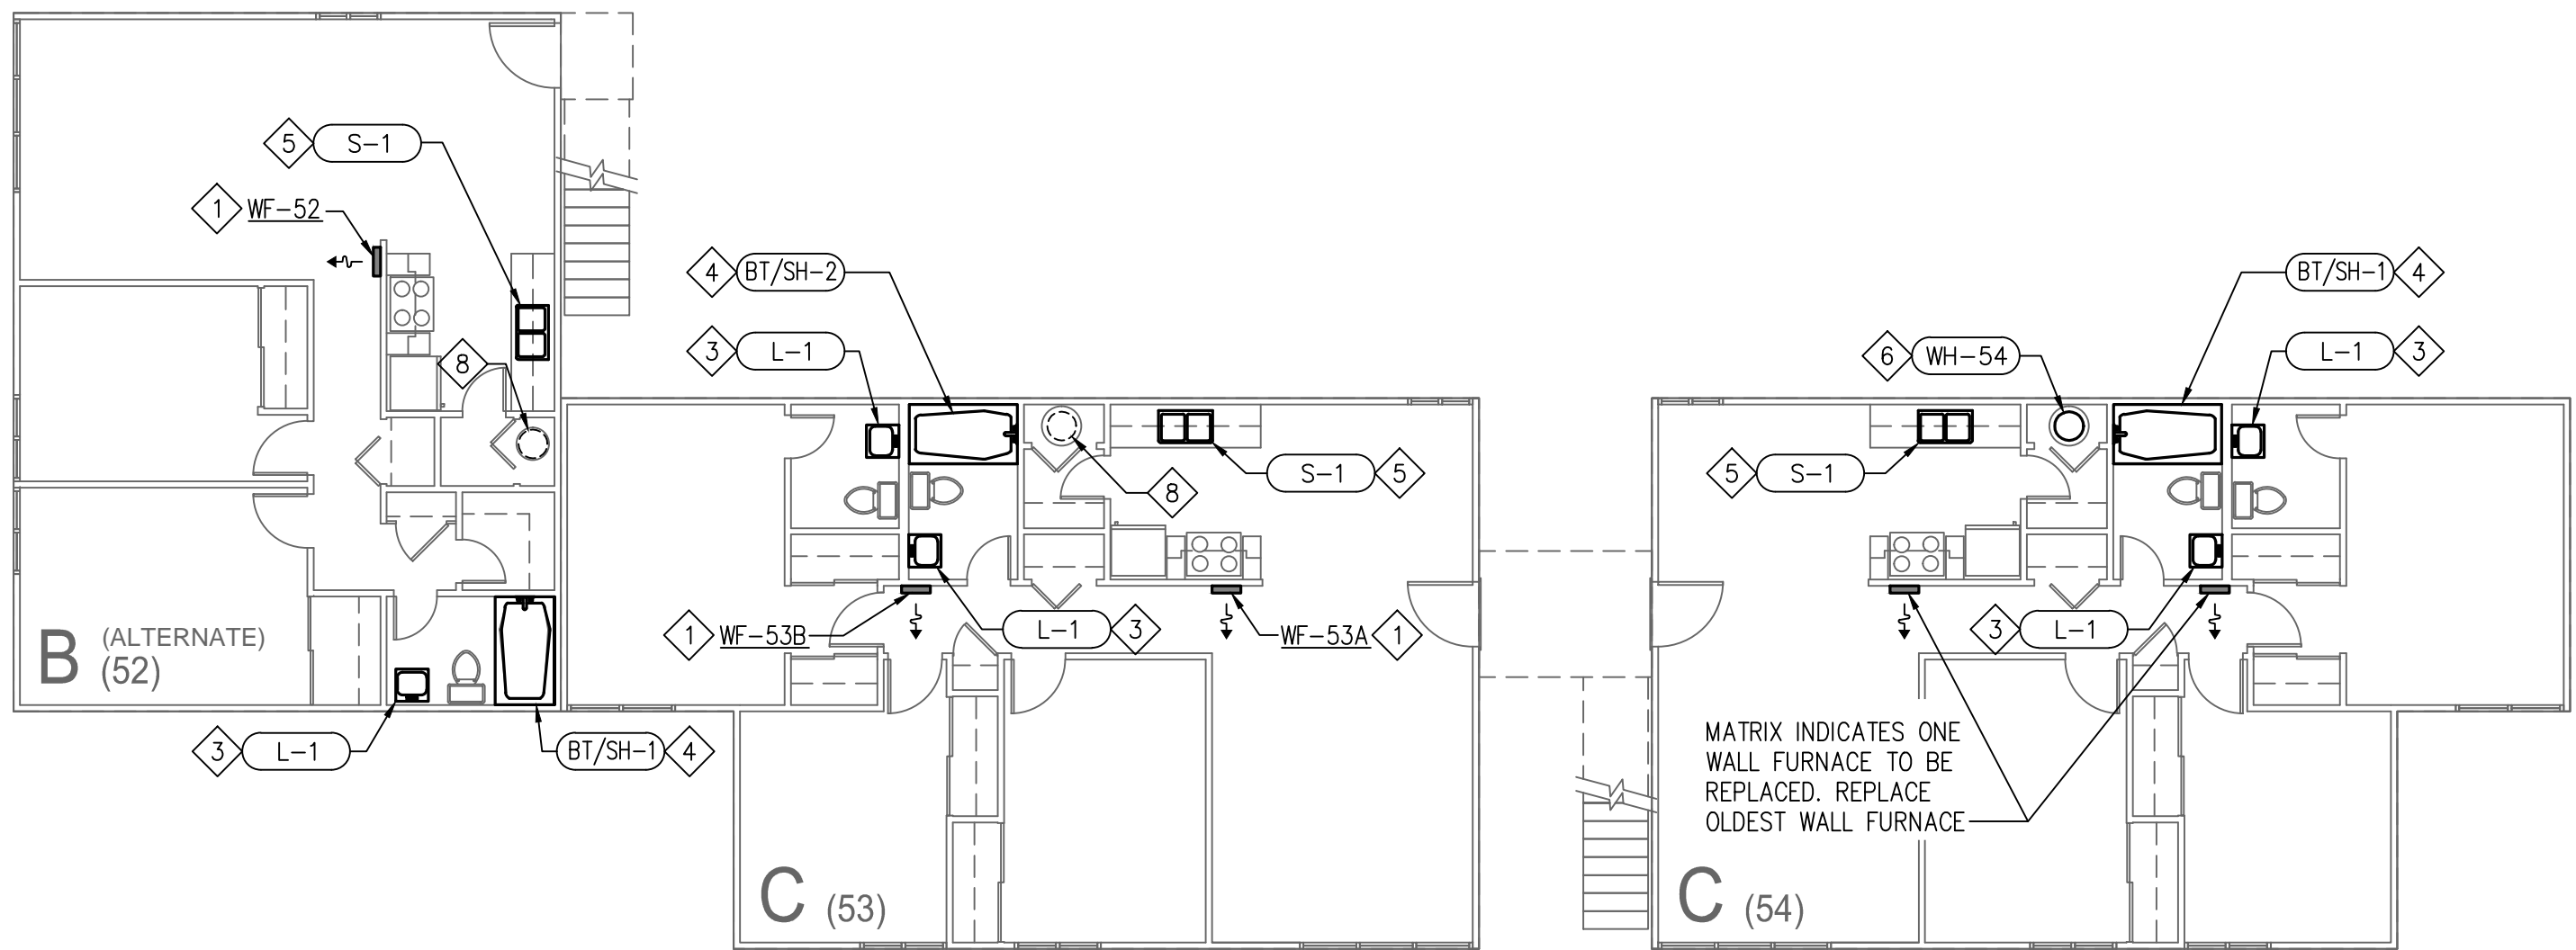 5 S-1
1 WF-52
8
B (ALTERNATE)
(52)
3 L-1
BT/SH-1 4
4 BT/SH-2
3 L-1
8
S-1 5
1 WF-53B
L-1 3
WF-53A 1
C (53)
BT/SH-1 4
6 WH-54
L-1 3
5 S-1
3 L-1
MATRIX INDICATES ONE
WALL FURNACE TO BE
REPLACED. REPLACE
OLDEST WALL FURNACE
C (54)